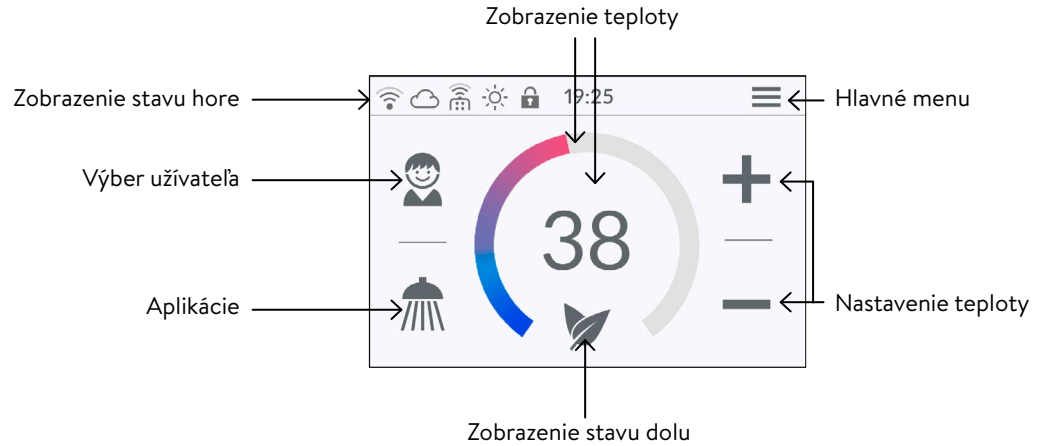 Zobrazenie teploty
Zobrazenie stavu hore
19:25
Hlavné menu
Výber užívateľa
38
Aplikácie
Nastavenie teploty
Zobrazenie stavu dolu